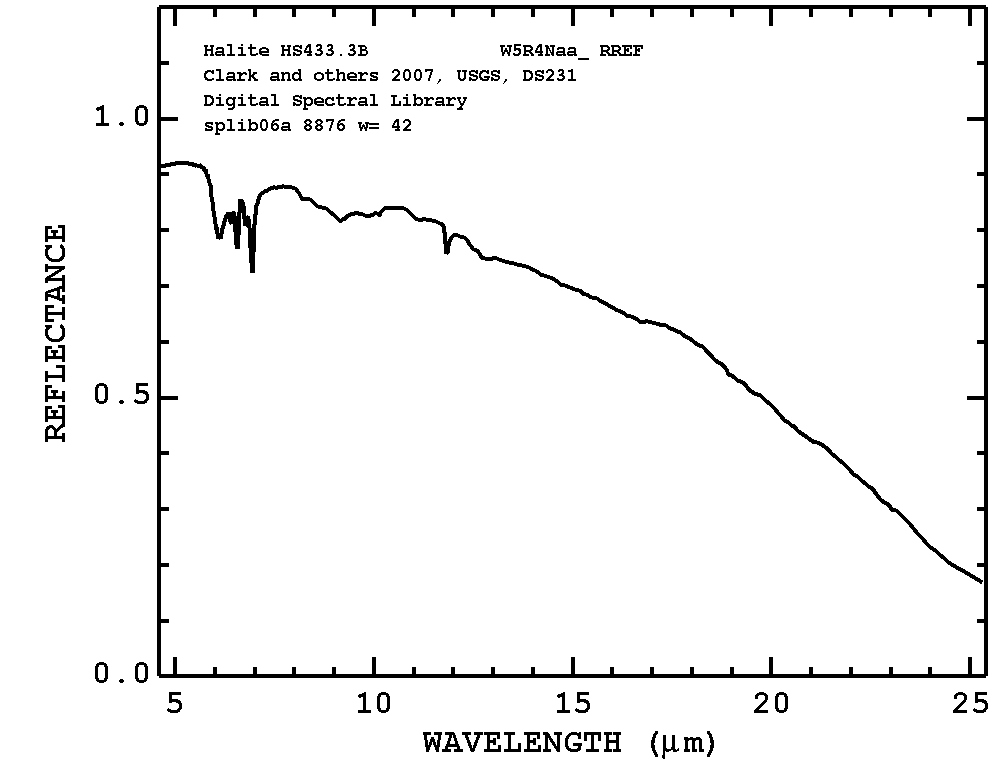 Halite HS433.3B W5R4Naa_ RREF
Clark and others 2007, USGS, DS231
Digital Spectral Library
splib06a 8876 w= 42
REFLECTANCE
1.0
0.5
0.0
5 10 15 20 25
WAVELENGTH (μm)